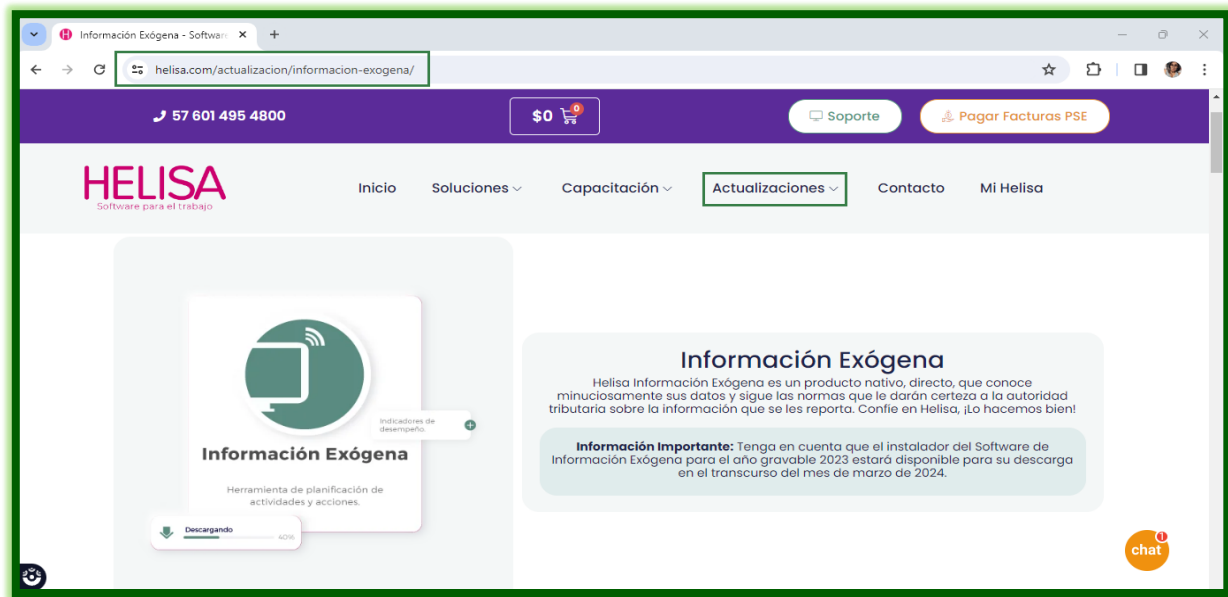 Información Exógena - Softwar
helisa.com/actualizacion/informacion-exogena/
57 601 495 4800
$0
0
Soporte
Pagar Facturas PSE
HELISA
Software para el trabajo
Inicio
Soluciones
Capacitación
Actualizaciones
Contacto
Mi Helisa
Indicadores de
desempeño.
Información Exógena
Herramienta de planificación de
actividades y acciones.
Descargando
40%
Información Exógena
Helisa Información Exógena es un producto nativo, directo, que conoce
minuciosamente sus datos y sigue las normas que le darán certeza a la autoridad
tributaria sobre la información que se les reporta. Confíe en Helisa, ¡Lo hacemos bien!
Información Importante: Tenga en cuenta que el instalador del Software de
Información Exógena para el año gravable 2023 estará disponible para su descarga
en el transcurso del mes de marzo de 2024.
chat
1